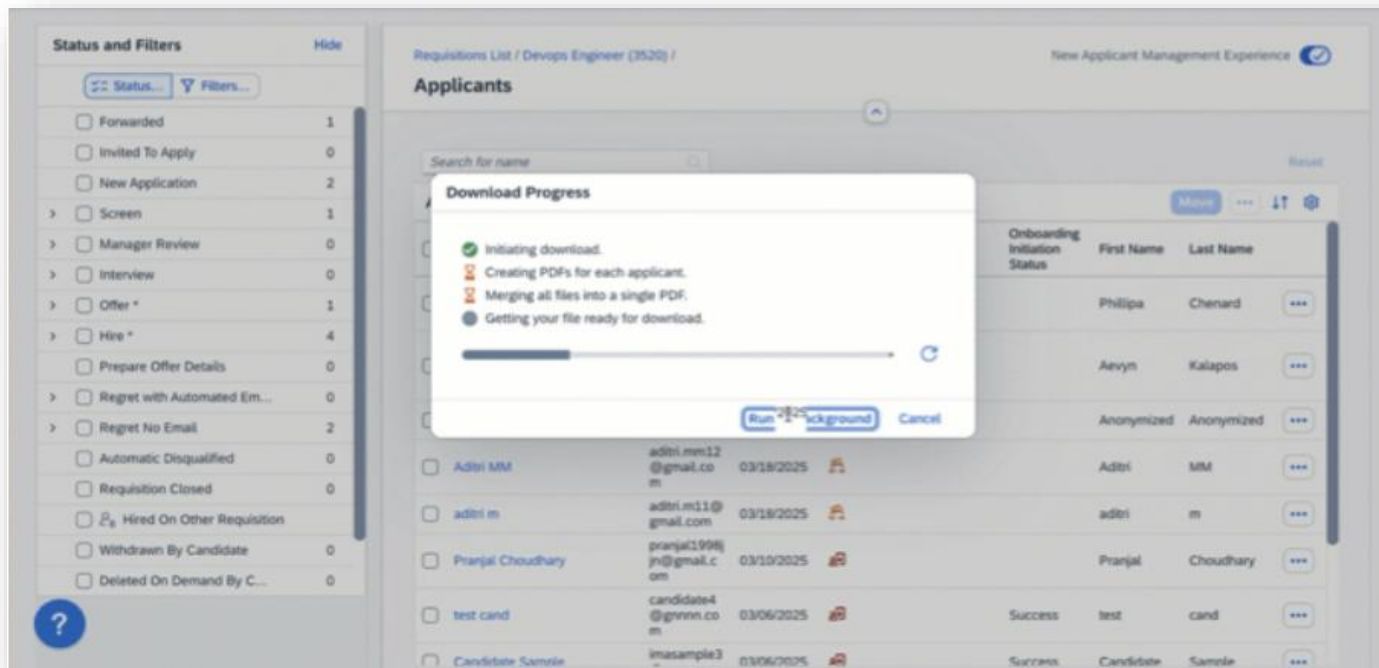 Status and Filters
Hide
Status...
Filters...
Forwarded 1
Invited To Apply 0
New Application 2
Screen 1
Manager Review 0
Interview 0
Offer * 1
Hire * 4
Prepare Offer Details 0
Regret with Automated Em... 0
Regret No Email 2
Automatic Disqualified 0
Requisition Closed 0
Hired On Other Requisition
Withdrawn By Candidate 0
Deleted On Demand By C... 0
?
Requisitions List / Devops Engineer (3520) /
New Applicant Management Experience
Applicants
Search for name
Reset
Move
Onboarding
Initiation
Status
First Name
Last Name
Download Progress
Initiating download.
Creating PDFs for each applicant.
Merging all files into a single PDF.
Getting your file ready for download.
Run
Cancel
Phillipa Chenard
Aevyn Kalapos
Anonymized Anonymized
Aditri MM
aditri.mm12
@gmail.co
m
03/18/2025
Aditri MM
aditri m
aditri.m11@
gmail.com
03/18/2025
aditri m
Pranjal Choudhary
pranjal1998j
jn@gmail.c
om
03/10/2025
Pranjal Choudhary
test cand
candidate4
@gnnnn.co
m
03/06/2025
Success test cand
Candidate Sample
imasample3
03/06/2025
Success Candidate Sample